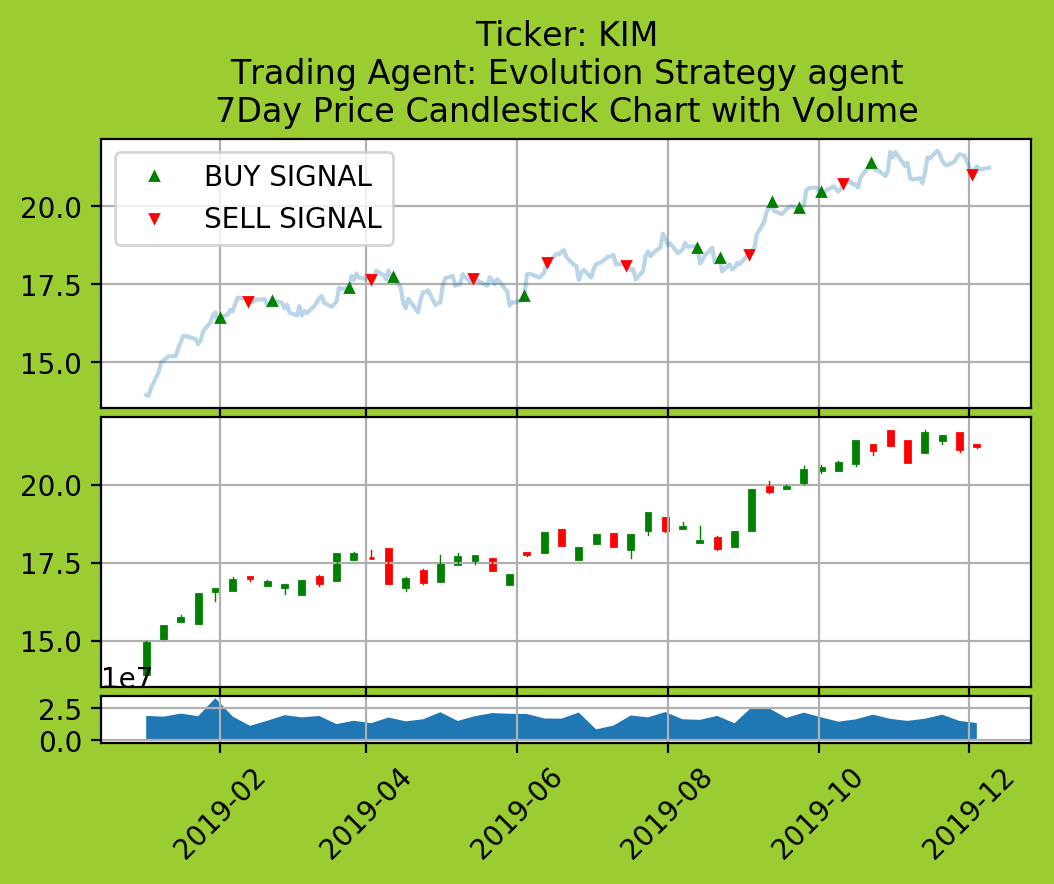 Ticker: KIM
Trading Agent: Evolution Strategy agent
7Day Price Candlestick Chart with Volume
BUY SIGNAL
SELL SIGNAL
20.0
17.5
15.0
20.0
17.5
15.0
1e7
2.5
0.0
2019-02
2019-04
2019-06
2019-08
2019-10
2019-12